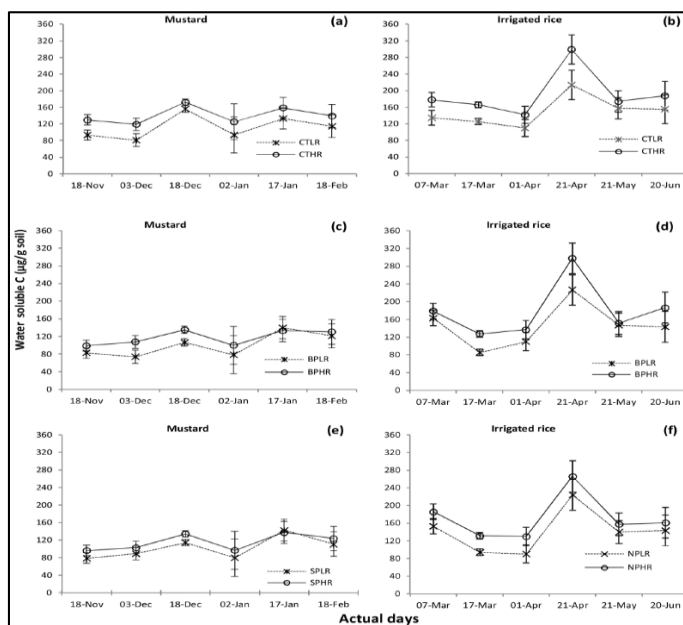 Mustard
(a)
360
320
280
240
200
160
120
80
40
0
18-Nov 03-Dec 18-Dec 02-Jan 17-Jan 18-Feb
CTLR
CTHR
Irrigated rice
(b)
360
320
280
240
200
160
120
80
40
0
07-Mar 17-Mar 01-Apr 21-Apr 21-May 20-Jun
CTLR
CTHR
Water soluble C (µg/g soil)
Mustard
(c)
360
320
280
240
200
160
120
80
40
0
18-Nov 03-Dec 18-Dec 02-Jan 17-Jan 18-Feb
BPLR
BPHR
Irrigated rice
(d)
360
320
280
240
200
160
120
80
40
0
07-Mar 17-Mar 01-Apr 21-Apr 21-May 20-Jun
BPLR
BPHR
Mustard
(e)
360
320
280
240
200
160
120
80
40
0
18-Nov 03-Dec 18-Dec 02-Jan 17-Jan 18-Feb
SPLR
SPHR
Irrigated rice
(f)
360
320
280
240
200
160
120
80
40
0
07-Mar 17-Mar 01-Apr 21-Apr 21-May 20-Jun
NPLR
NPHR
Actual days